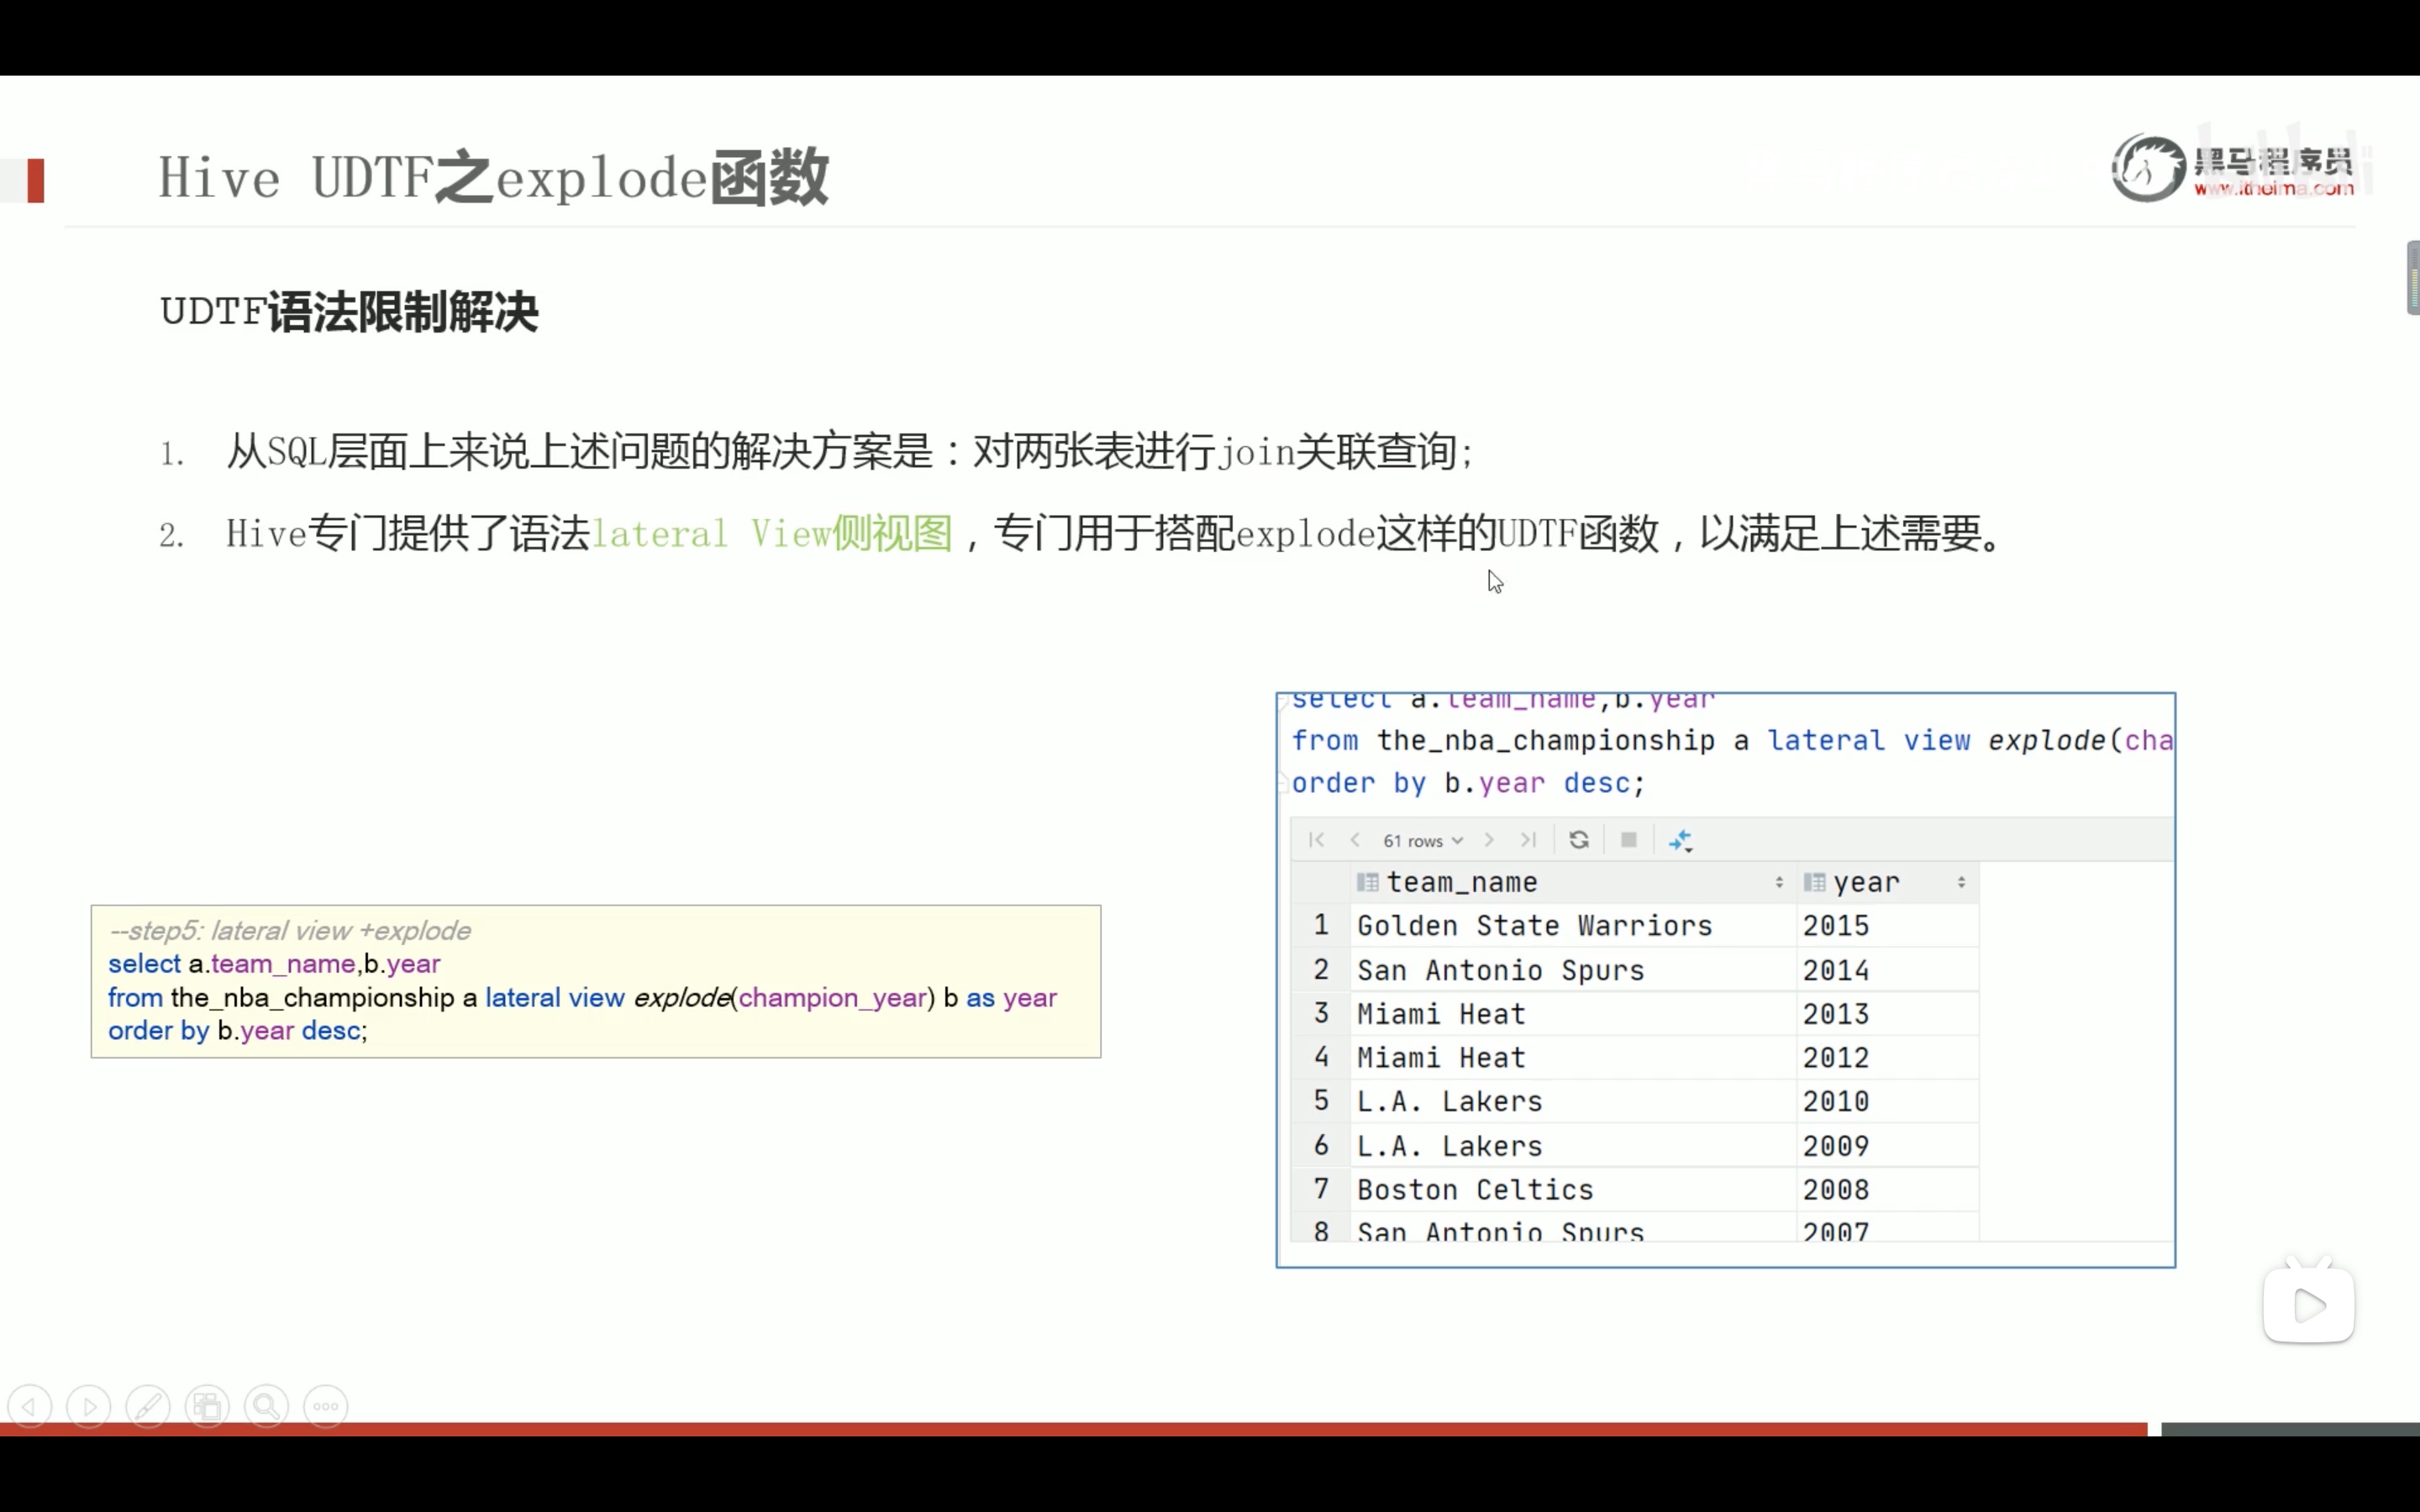 Hive UDTF之explode函数
黑马程序员
www.itheima.com
UDTF语法限制解决
1. 从SQL层面上来说上述问题的解决方案是：对两张表进行join关联查询;
2. Hive专门提供了语法lateral View侧视图，专门用于搭配explode这样的UDTF函数，以满足上述需要。
--step5: lateral view +explode
select a.team_name,b.year
from the_nba_championship a lateral view explode(champion_year) b as year
order by b.year desc;
select a.team_name,b.year
from the_nba_championship a lateral view explode(cha
order by b.year desc;
61 rows
team_name year
1 Golden State Warriors 2015
2 San Antonio Spurs 2014
3 Miami Heat 2013
4 Miami Heat 2012
5 L.A. Lakers 2010
6 L.A. Lakers 2009
7 Boston Celtics 2008
8 San Antonio Spurs 2007